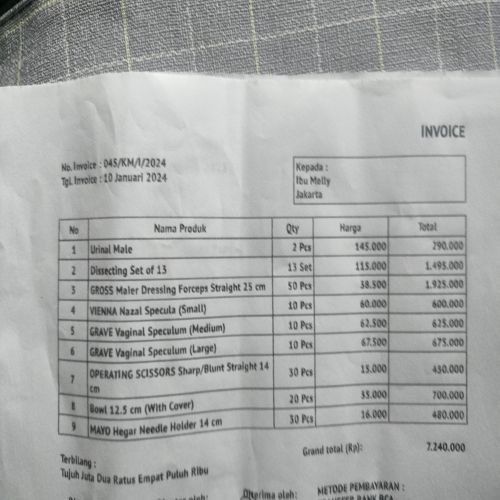 INVOICE
No. Invoice : 045/KM/I/2024
Tgl. Invoice : 10 Januari 2024
Kepada :
Ibu Melly
Jakarta
No Nama Produk Qty Harga Total
1 Urinal Male 2 Pcs 145.000 290.000
2 Dissecting Set of 13 13 Set 115.000 1.495.000
3 GROSS Maier Dressing Forceps Straight 25 cm 50 Pcs 38.500 1.925.000
4 VIENNA Nazal Specula (Small) 10 Pcs 60.000 600.000
5 GRAVE Vaginal Speculum (Medium) 10 Pcs 62.500 625.000
6 GRAVE Vaginal Speculum (Large) 10 Pcs 67.500 675.000
7 OPERATING SCISSORS Sharp/Blunt Straight 14
cm 30 Pcs 15.000 450.000
8 Bowl 12.5 cm (With Cover) 20 Pcs 35.000 700.000
9 MAYO Hegar Needle Holder 14 cm 30 Pcs 16.000 480.000
Grand total (Rp): 7.240.000
Terbilang :
Tujuh Juta Dua Ratus Empat Puluh Ribu
Diterima oleh: METODE PEMBAYARAN :
BANK BCA